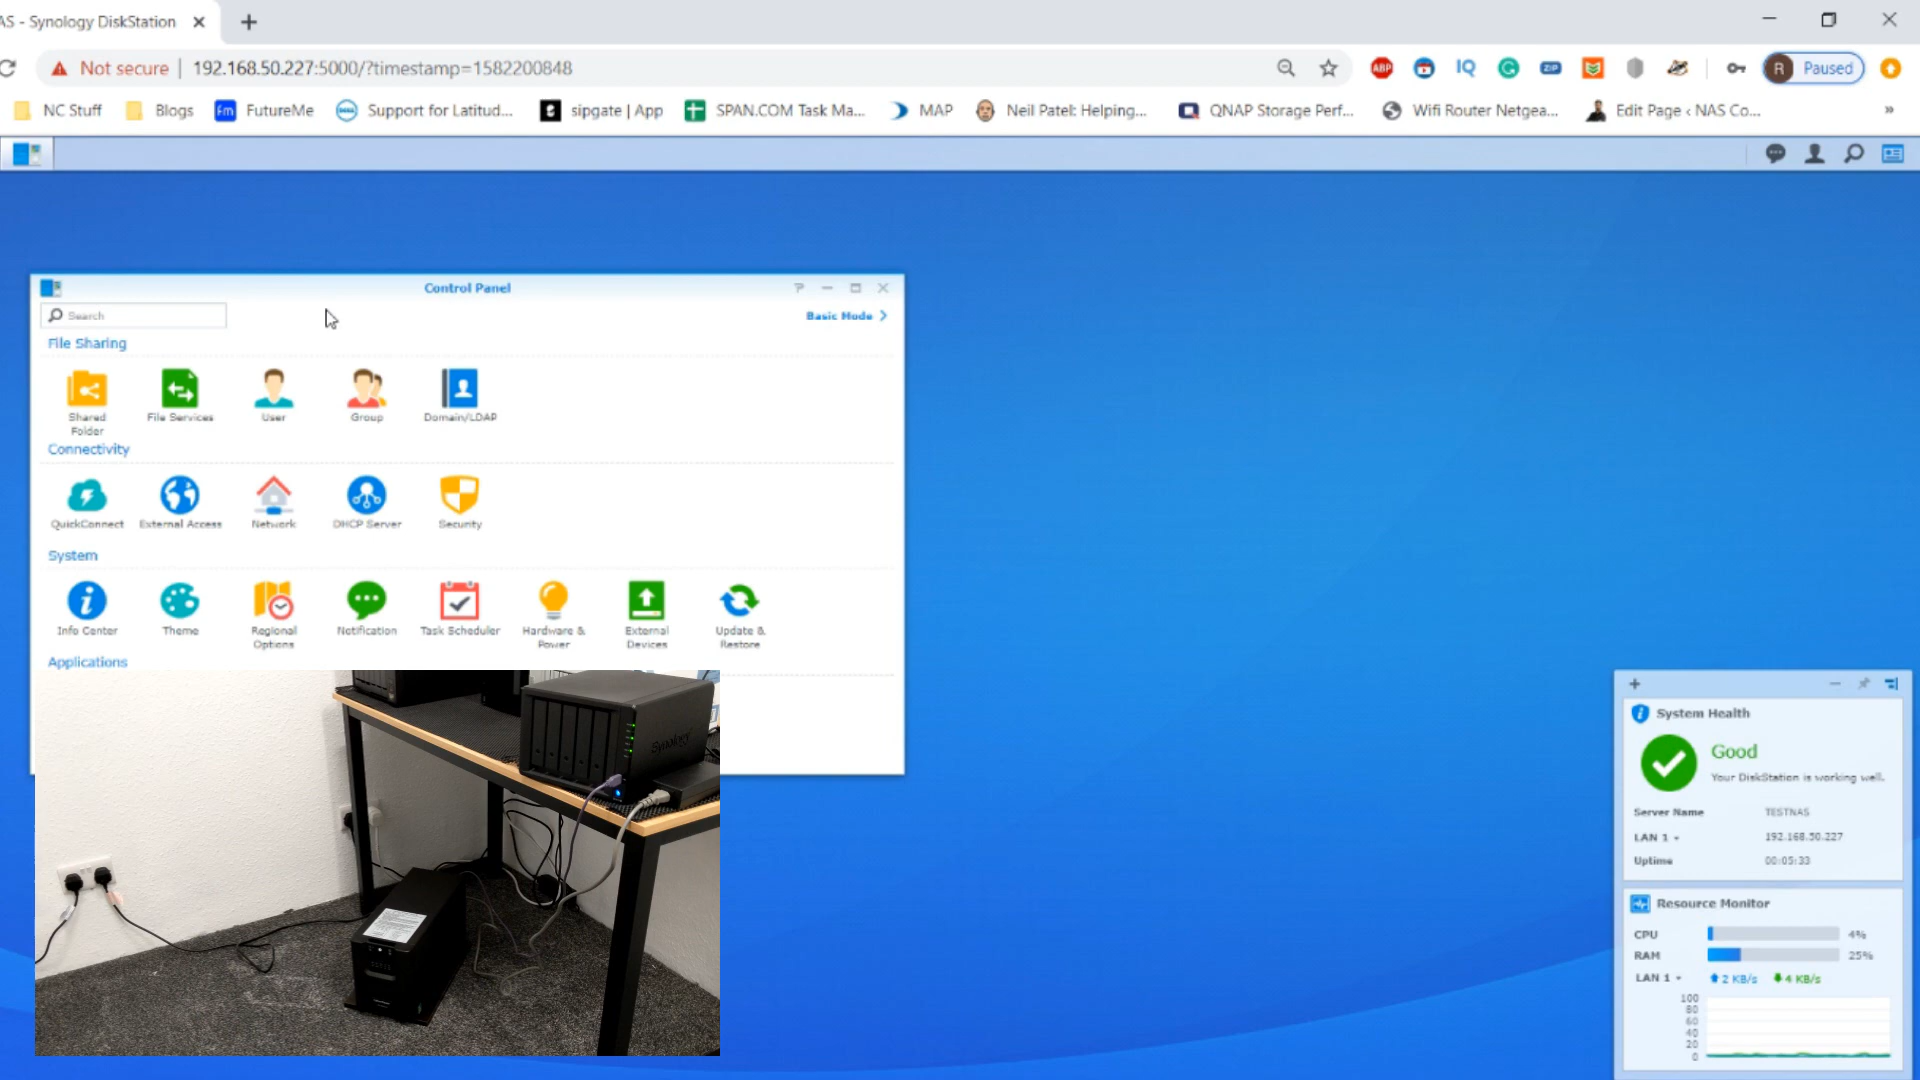 AS - Synology DiskStation
Not secure | 192.168.50.227:5000/?timestamp=1582200848
ABP
IQ
ZIP
R Paused
NC Stuff
Blogs
fm FutureMe
Support for Latitud...
sipgate | App
SPAN.COM Task Ma...
MAP
Neil Patel: Helping...
QNAP Storage Perf...
Wifi Router Netgea...
Edit Page ‹ NAS Co...
»
Control Panel
Search
Basic Mode
File Sharing
Shared Folder
File Services
User
Group
Domain/LDAP
Connectivity
QuickConnect
External Access
Network
DHCP Server
Security
System
Info Center
Theme
Regional Options
Notification
Task Scheduler
Hardware & Power
External Devices
Update & Restore
Applications
Synology
System Health
Good
Your DiskStation is working well.
Server Name TESTNAS
LAN 1 192.168.50.227
Uptime 00:05:33
Resource Monitor
CPU 4%
RAM 25%
LAN 1 2 KB/s 4 KB/s
100
80
60
40
20
0